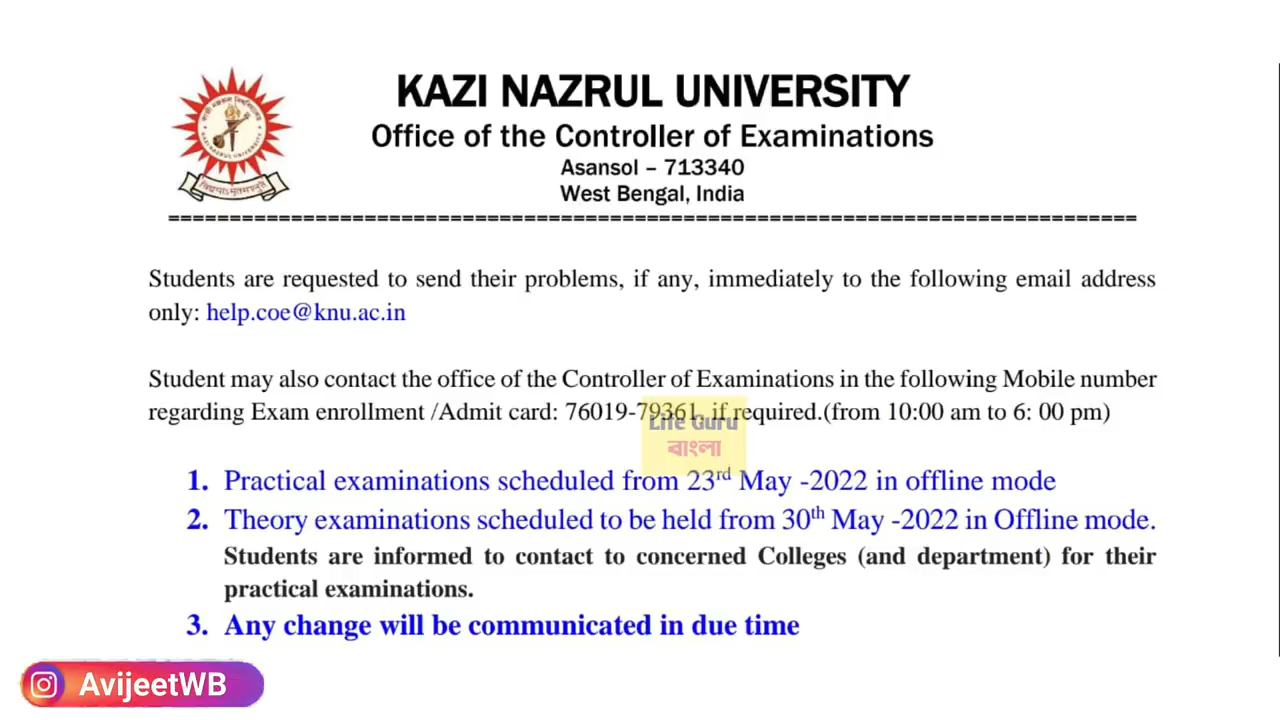 KAZI NAZRUL UNIVERSITY
Office of the Controller of Examinations
Asansol – 713340
West Bengal, India
===============================================================================
Students are requested to send their problems, if any, immediately to the following email address
only: help.coe@knu.ac.in
Student may also contact the office of the Controller of Examinations in the following Mobile number
regarding Exam enrollment /Admit card: 76019-79361, if required.(from 10:00 am to 6: 00 pm)
Life Guru
বাংলা
1. Practical examinations scheduled from 23rd May -2022 in offline mode
2. Theory examinations scheduled to be held from 30th May -2022 in Offline mode.
Students are informed to contact to concerned Colleges (and department) for their
practical examinations.
3. Any change will be communicated in due time
AvijeetWB